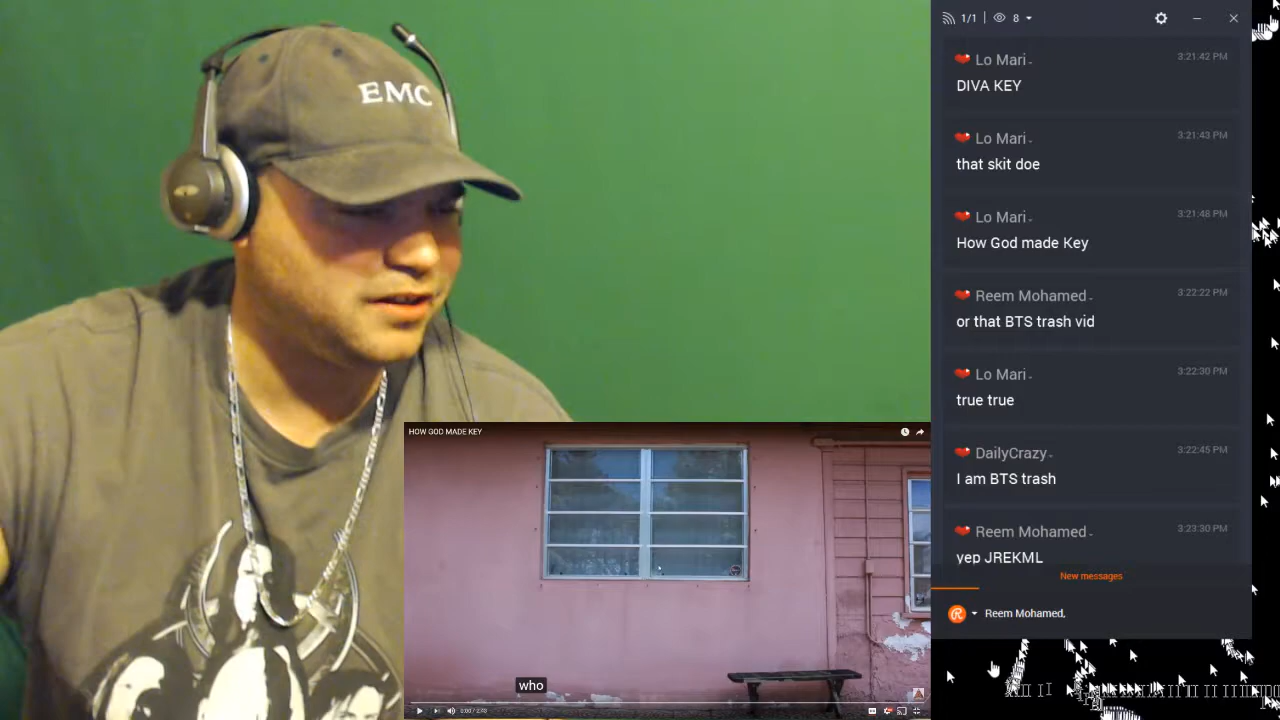 EMC
1/1
8
Lo Mari
3:21:42 PM
DIVA KEY
Lo Mari
3:21:43 PM
that skit doe
Lo Mari
3:21:48 PM
How God made Key
Reem Mohamed
3:22:22 PM
or that BTS trash vid
Lo Mari
3:22:30 PM
true true
DailyCrazy
3:22:45 PM
I am BTS trash
Reem Mohamed
3:23:30 PM
yep JREKML
New messages
Reem Mohamed,
HOW GOD MADE KEY
who